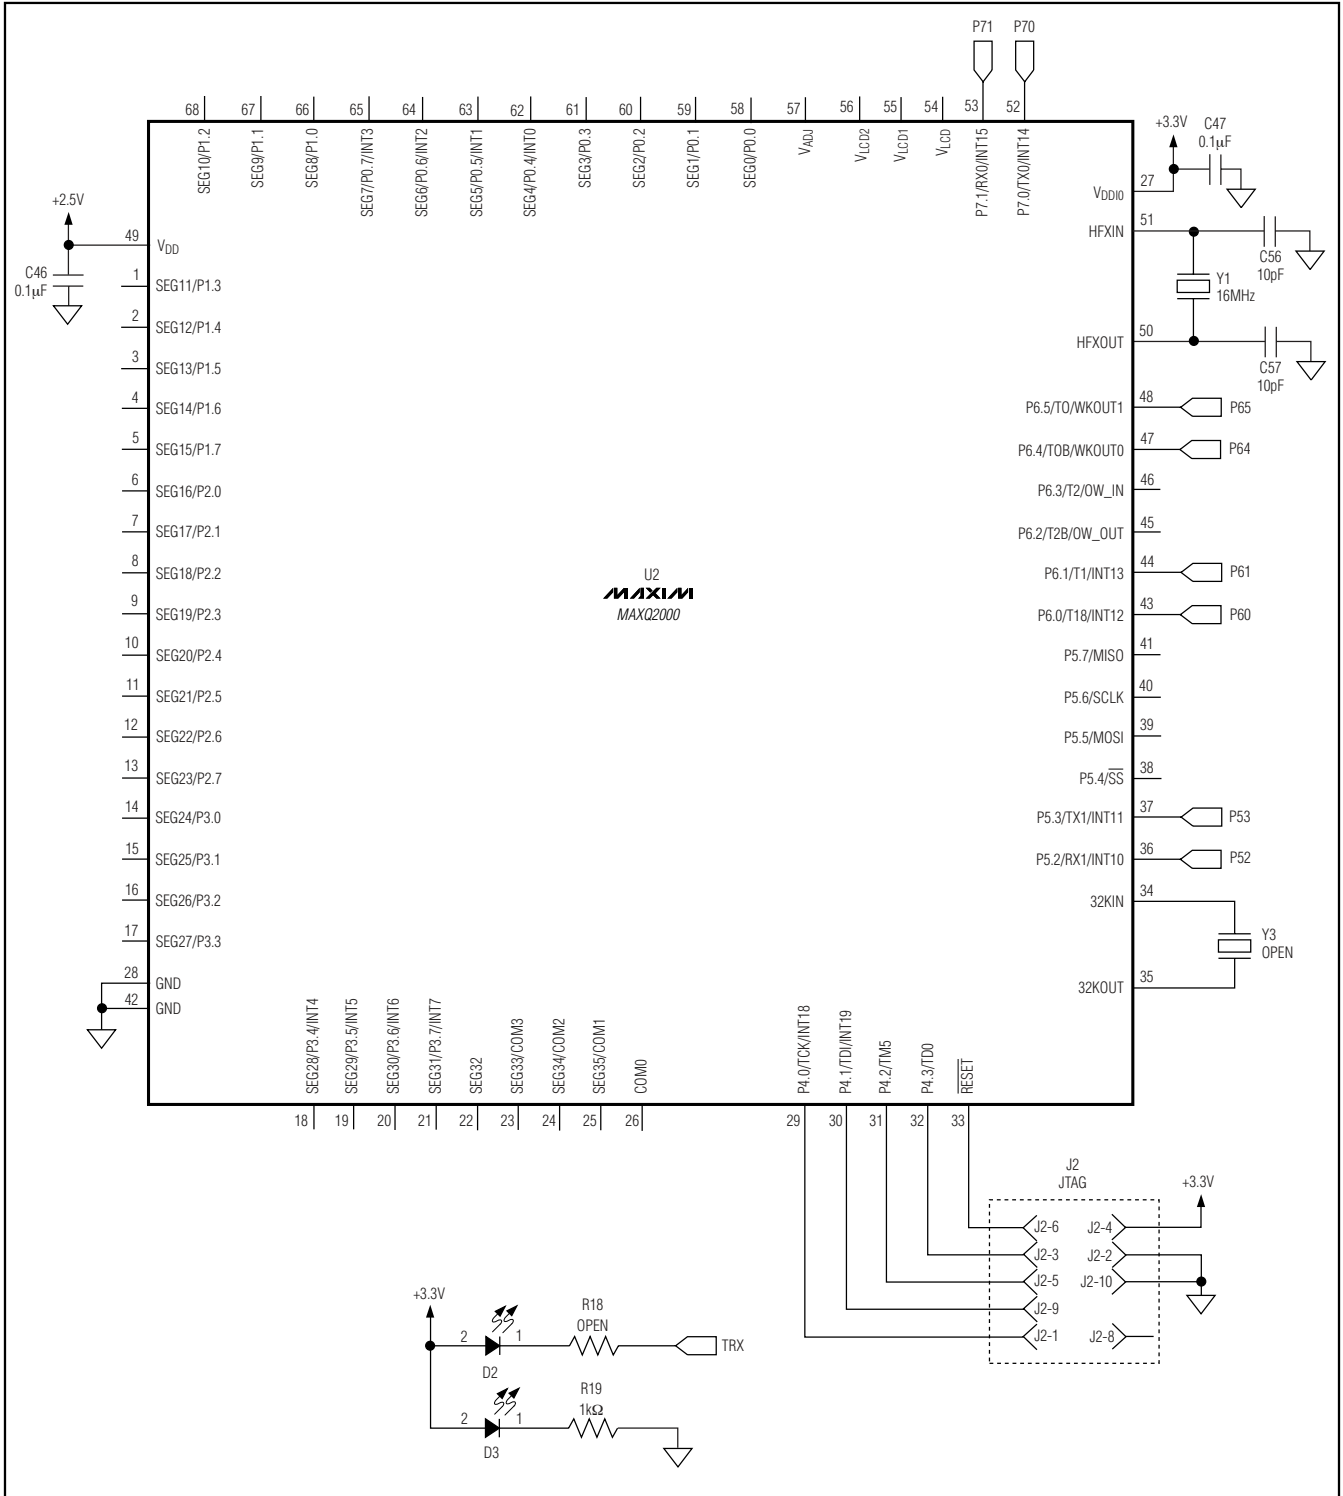 P71 P70
68 67 66 65 64 63 62 61 60 59 58 57 56 55 54 53 52
SEG10/P1.2
SEG9/P1.1
SEG8/P1.0
SEG7/P0.7/INT3
SEG6/P0.6/INT2
SEG5/P0.5/INT1
SEG4/P0.4/INT0
SEG3/P0.3
SEG2/P0.2
SEG1/P0.1
SEG0/P0.0
VADJ
VLCD2
VLCD1
VLCD
P7.1/RX0/INT15
P7.0/TX0/INT14
+2.5V
C46
0.1μF
49 VDD
1 SEG11/P1.3
2 SEG12/P1.4
3 SEG13/P1.5
4 SEG14/P1.6
5 SEG15/P1.7
6 SEG16/P2.0
7 SEG17/P2.1
8 SEG18/P2.2
9 SEG19/P2.3
10 SEG20/P2.4
11 SEG21/P2.5
12 SEG22/P2.6
13 SEG23/P2.7
14 SEG24/P3.0
15 SEG25/P3.1
16 SEG26/P3.2
17 SEG27/P3.3
28 GND
42 GND
U2
MAXIM
MAXQ2000
+3.3V
C47
0.1μF
VDDIO 27
HFXIN 51
C56
10pF
Y1
16MHz
HFXOUT 50
C57
10pF
P6.5/TO/WKOUT1 48 P65
P6.4/TOB/WKOUT0 47 P64
P6.3/T2/OW_IN 46
P6.2/T2B/OW_OUT 45
P6.1/T1/INT13 44 P61
P6.0/T18/INT12 43 P60
P5.7/MISO 41
P5.6/SCLK 40
P5.5/MOSI 39
P5.4/S̅S̅ 38
P5.3/TX1/INT11 37 P53
P5.2/RX1/INT10 36 P52
32KIN 34
Y3
OPEN
32KOUT 35
SEG28/P3.4/INT4
SEG29/P3.5/INT5
SEG30/P3.6/INT6
SEG31/P3.7/INT7
SEG32
SEG33/COM3
SEG34/COM2
SEG35/COM1
COM0
P4.0/TCK/INT18
P4.1/TDI/INT19
P4.2/TM5
P4.3/TD0
R̅E̅S̅E̅T̅
18 19 20 21 22 23 24 25 26 29 30 31 32 33
J2
JTAG
+3.3V
J2-6 J2-4
J2-3 J2-2
J2-5 J2-10
J2-9
J2-1 J2-8
+3.3V
R18
OPEN
2 1 TRX
D2
R19
1kΩ
2 1
D3